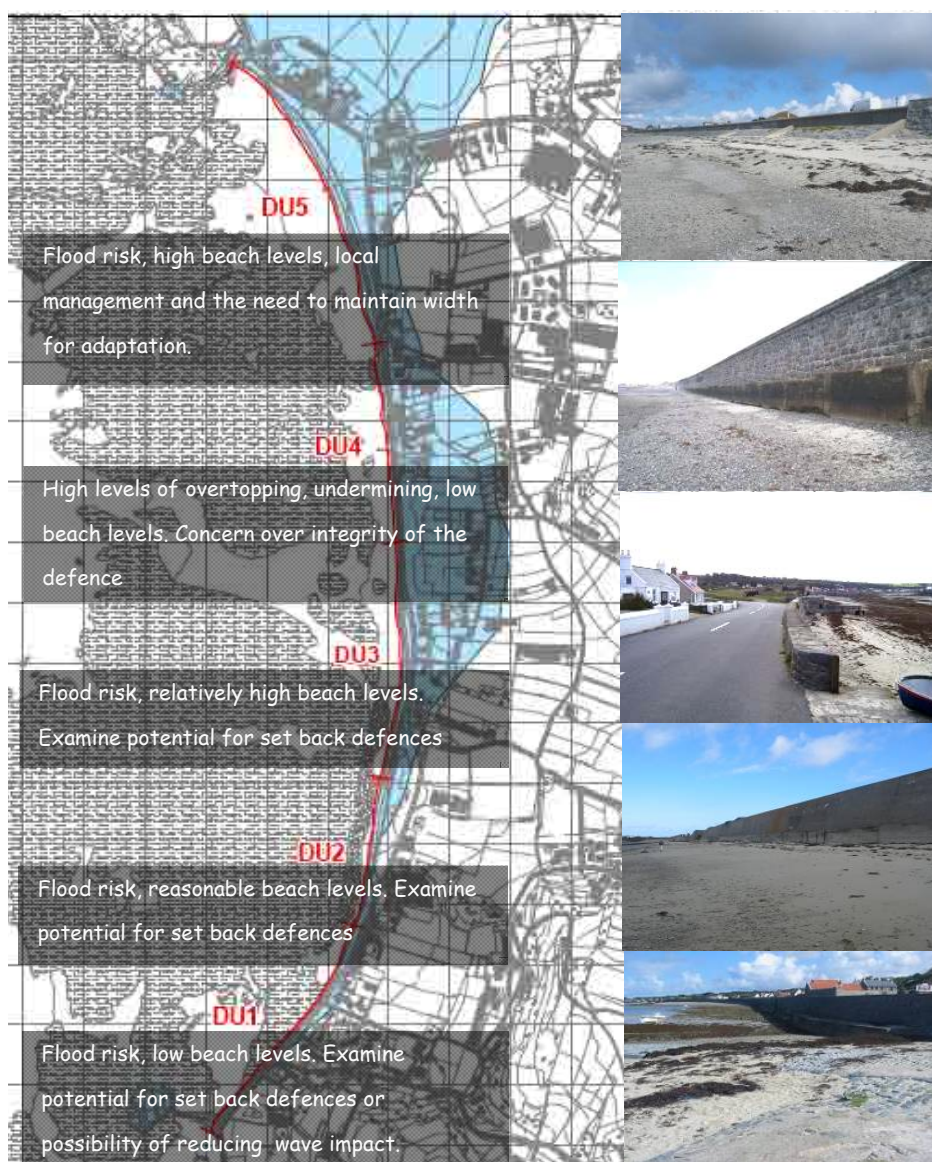 DU5
Flood risk, high beach levels, local
management and the need to maintain width
for adaptation.
DU4
High levels of overtopping, undermining, low
beach levels. Concern over integrity of the
defence
DU3
Flood risk, relatively high beach levels.
Examine potential for set back defences
DU2
Flood risk, reasonable beach levels. Examine
potential for set back defences
DU1
Flood risk, low beach levels. Examine
potential for set back defences or
possibility of reducing wave impact.